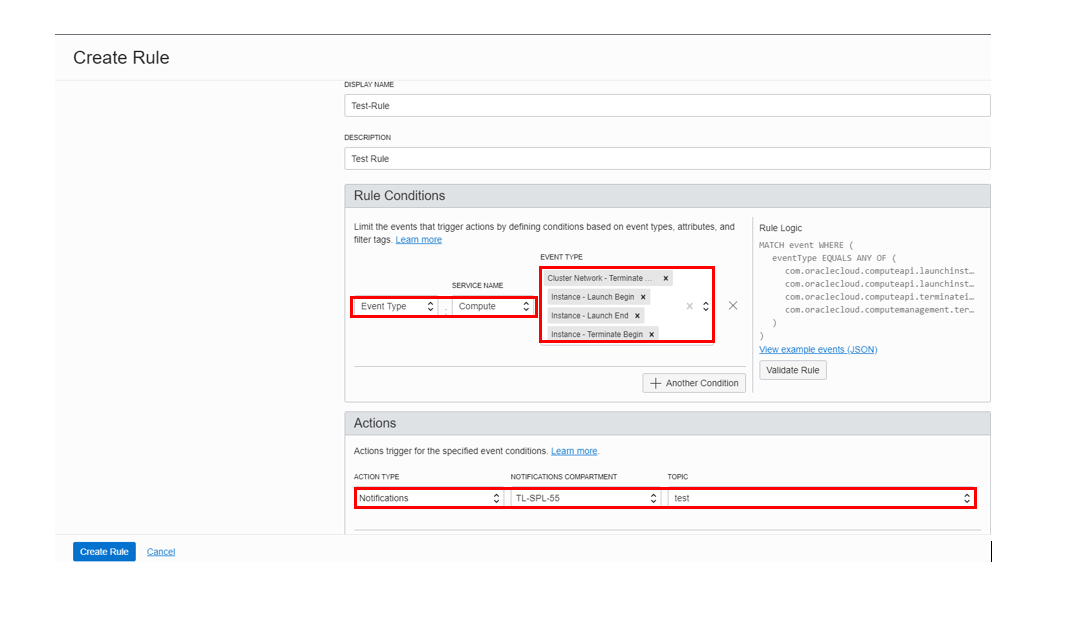 Create Rule
DISPLAY NAME
Test-Rule
DESCRIPTION
Test Rule
Rule Conditions
Limit the events that trigger actions by defining conditions based on event types, attributes, and
filter tags. Learn more
EVENT TYPE
SERVICE NAME
Event Type
Compute
Cluster Network - Terminate ...
Instance - Launch Begin
Instance - Launch End
Instance - Terminate Begin
Another Condition
Rule Logic
MATCH event WHERE (
eventType EQUALS ANY OF (
com.oraclecloud.computeapi.launchinst…
com.oraclecloud.computeapi.launchinst…
com.oraclecloud.computeapi.terminatei…
com.oraclecloud.computemanagement.ter…
)
)
View example events (JSON)
Validate Rule
Actions
Actions trigger for the specified event conditions. Learn more.
ACTION TYPE NOTIFICATIONS COMPARTMENT TOPIC
Notifications TL-SPL-55 test
Create Rule Cancel